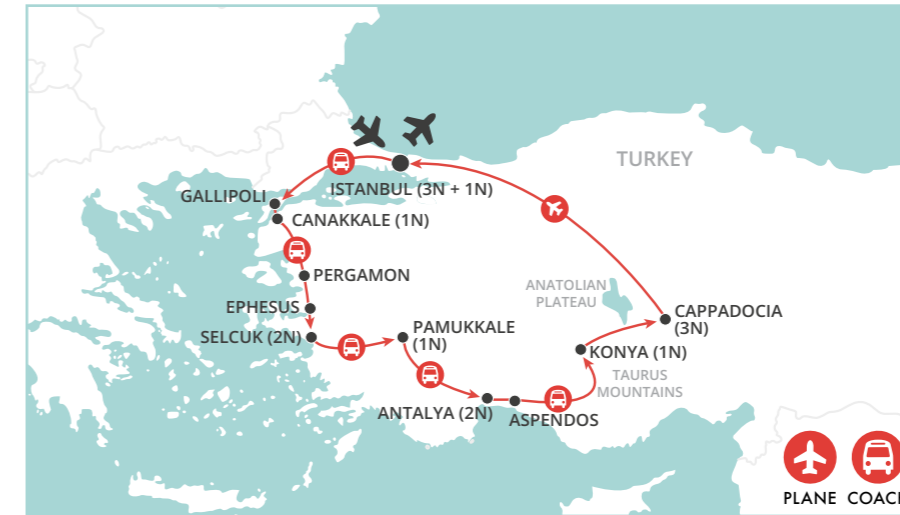 TURKEY
ISTANBUL (3N + 1N)
GALLIPOLI
CANAKKALE (1N)
PERGAMON
EPHESUS
SELCUK (2N)
PAMUKKALE
(1N)
ANTALYA (2N)
ASPENDOS
KONYA (1N)
TAURUS
MOUNTAINS
ANATOLIAN
PLATEAU
CAPPADOCIA
(3N)
PLANE
COACH